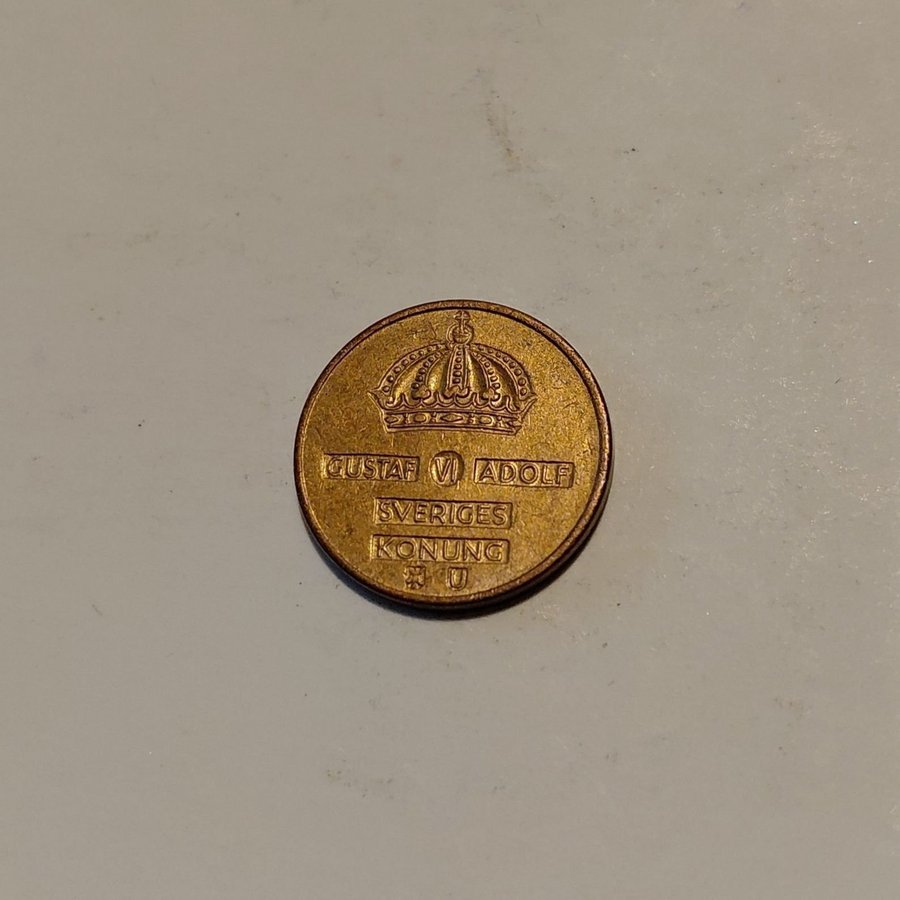 GUSTAF VI ADOLF
SVERIGES
KONUNG
U